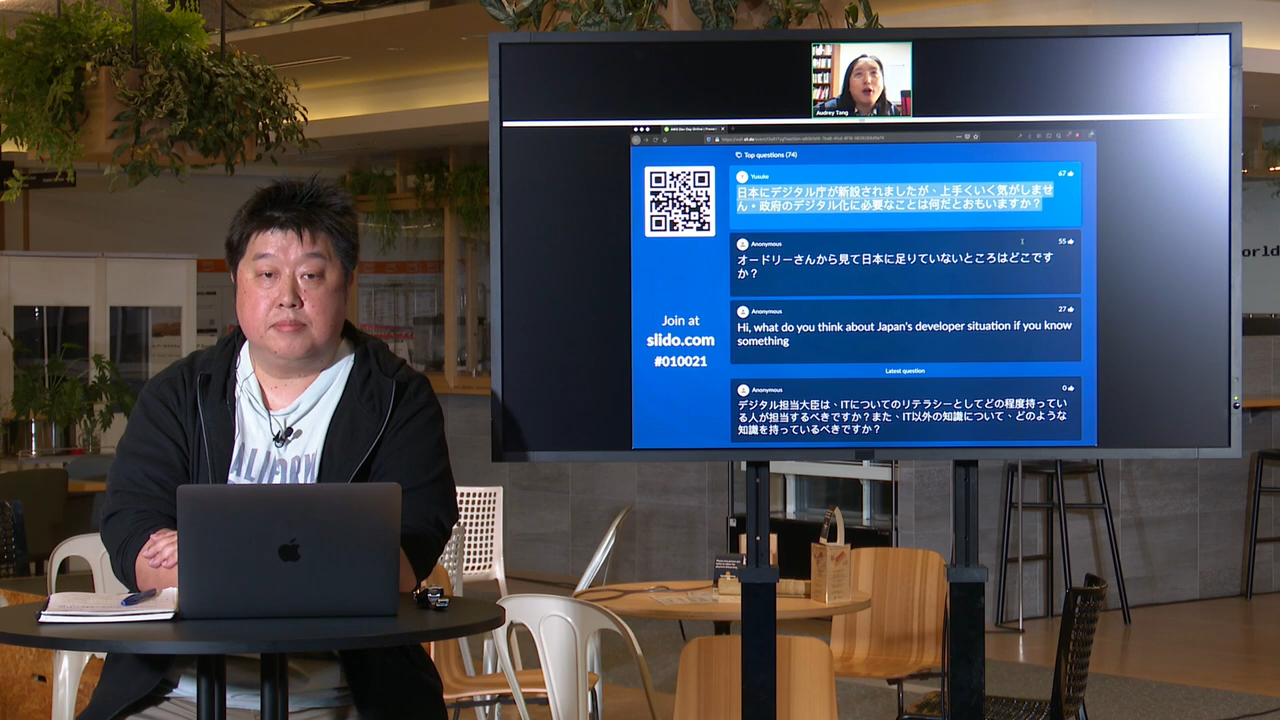 Audrey Tang
Top questions (74)
Yusuke
67
日本にデジタル庁が新設されましたが、上手くいく気がしませ
ん。政府のデジタル化に必要なことは何だとおもいますか？
Anonymous
55
オードリーさんから見て日本に足りていないところはどこです
か？
Anonymous
27
Hi, what do you think about Japan's developer situation if you know
something
Latest question
Anonymous
0
デジタル担当大臣は、ITについてのリテラシーとしてどの程度持ってい
る人が担当するべきですか？また、IT以外の知識について、どのような
知識を持っているべきですか？
Join at
slido.com
#010021
orld
ALIFORN